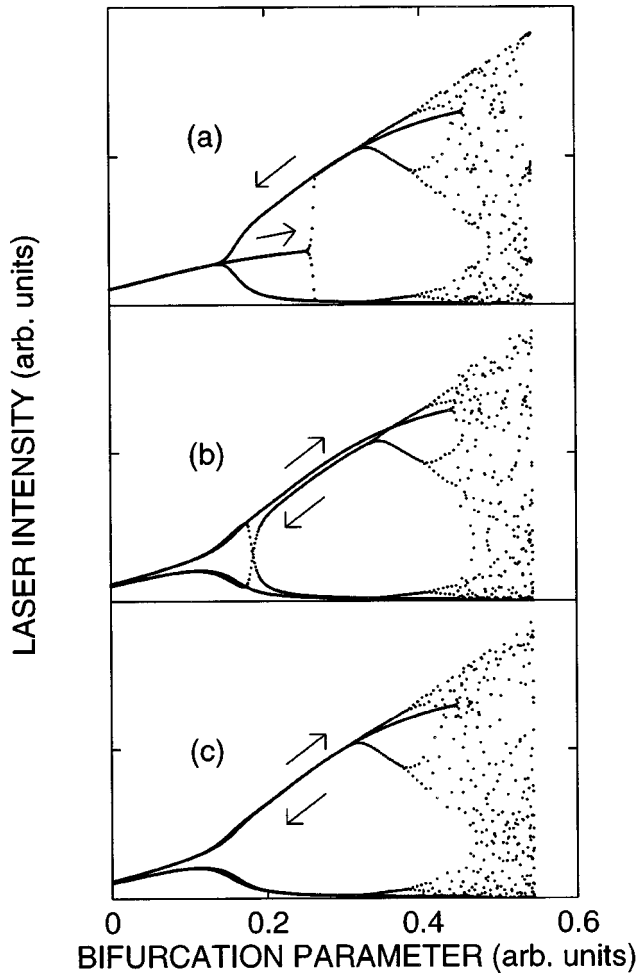 (a)
(b)
(c)
LASER INTENSITY (arb. units)
0 0.2 0.4 0.6
BIFURCATION PARAMETER (arb. units)